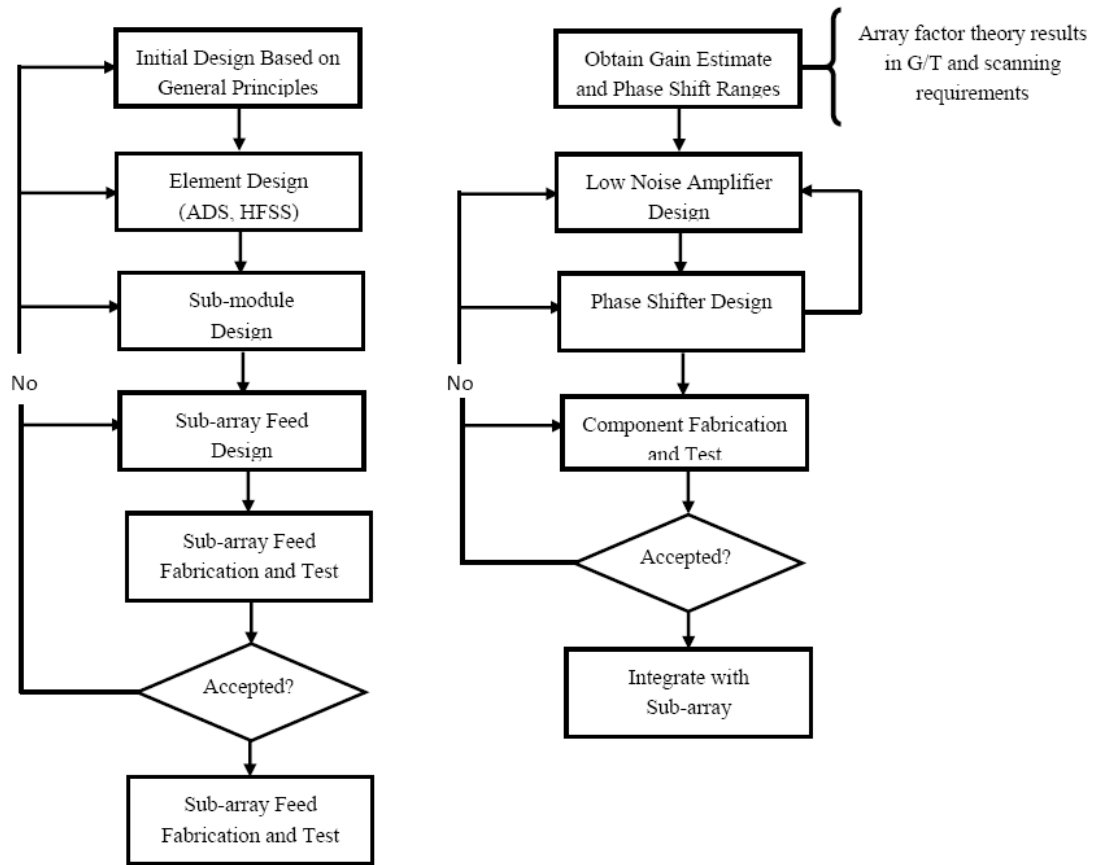 Initial Design Based on
General Principles
Element Design
(ADS, HFSS)
Sub-module
Design
No
Sub-array Feed
Design
Sub-array Feed
Fabrication and Test
Accepted?
Sub-array Feed
Fabrication and Test
Obtain Gain Estimate
and Phase Shift Ranges
Array factor theory results
in G/T and scanning
requirements
Low Noise Amplifier
Design
Phase Shifter Design
No
Component Fabrication
and Test
Accepted?
Integrate with
Sub-array